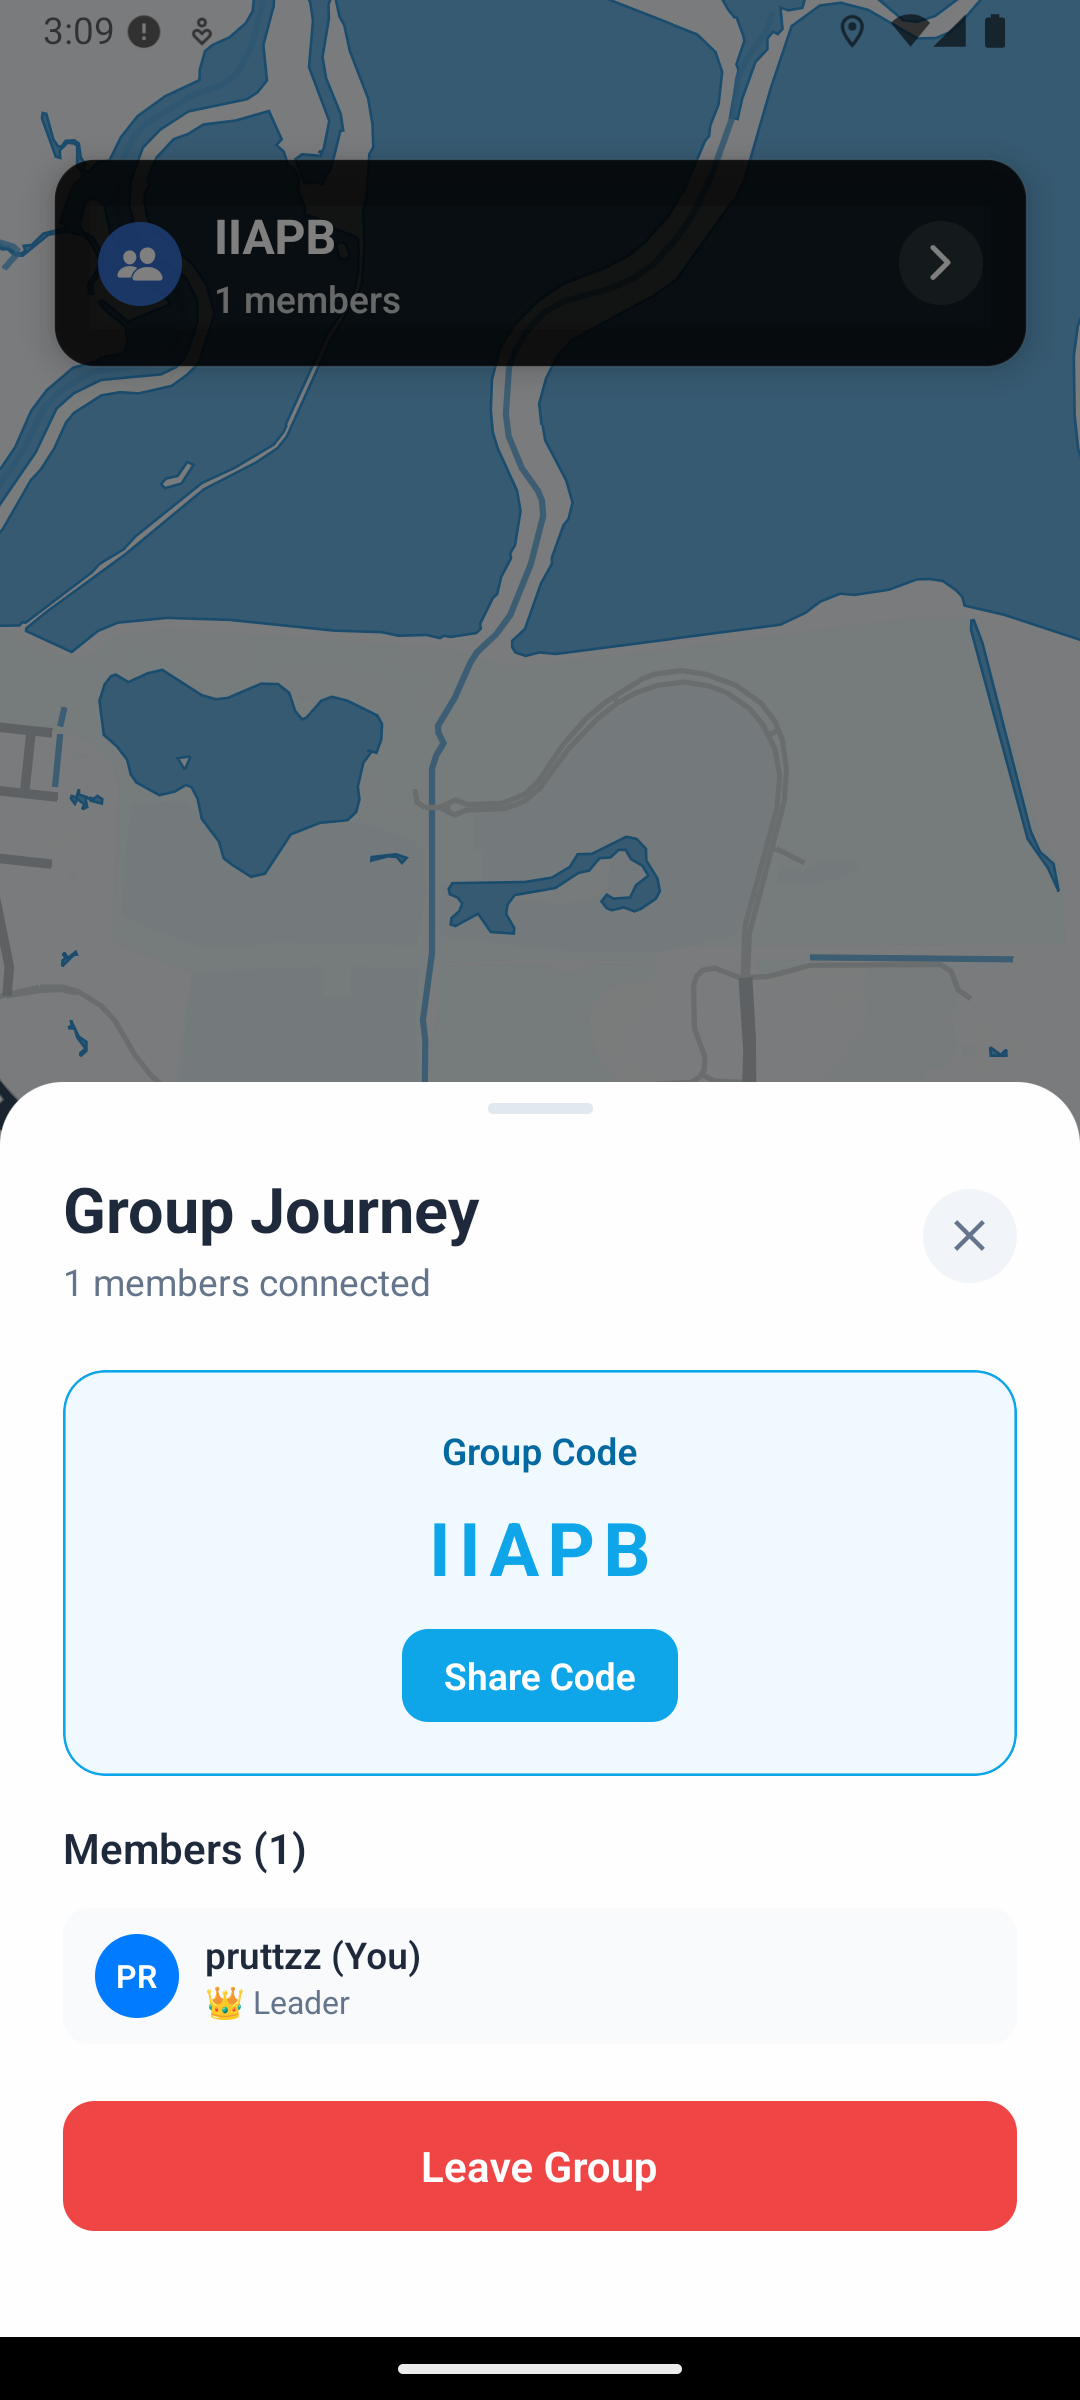 3:09
IIAPB
1 members
Group Journey
1 members connected
Group Code
IIAPB
Share Code
Members (1)
PR
pruttzz (You)
👑 Leader
Leave Group